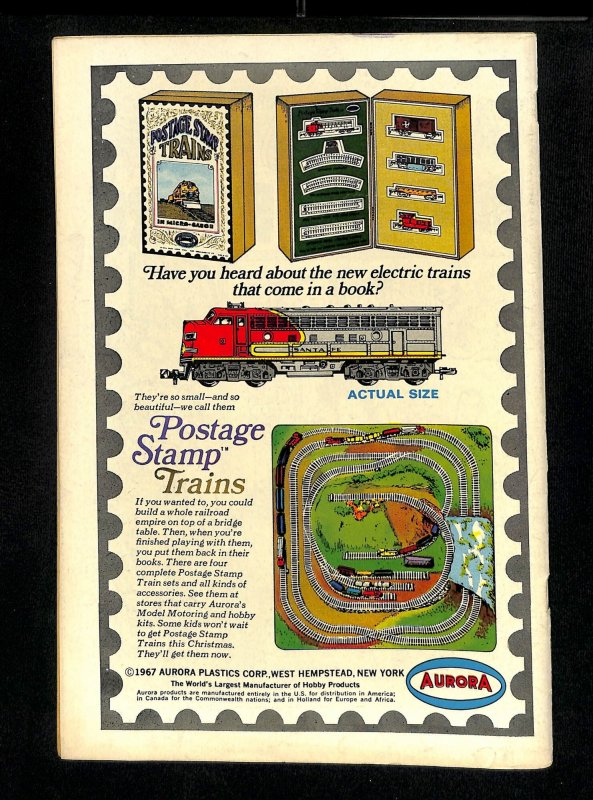 POSTAGE STAMP
TRAINS
IN MICRO-GAUGE
Have you heard about the new electric trains
that come in a book?
SANTA FE
ACTUAL SIZE
They're so small—and so
beautiful—we call them
Postage
Stamp™
Trains
If you wanted to, you could
build a whole railroad
empire on top of a bridge
table. Then, when you're
finished playing with them,
you put them back in their
books. There are four
complete Postage Stamp
Train sets and all kinds of
accessories. See them at
stores that carry Aurora's
Model Motoring and hobby
kits. Some kids won't wait
to get Postage Stamp
Trains this Christmas.
They'll get them now.
©1967 AURORA PLASTICS CORP., WEST HEMPSTEAD, NEW YORK
The World's Largest Manufacturer of Hobby Products
Aurora products are manufactured entirely in the U.S. for distribution in America;
in Canada for the Commonwealth nations; and in Holland for Europe and Africa.
AURORA